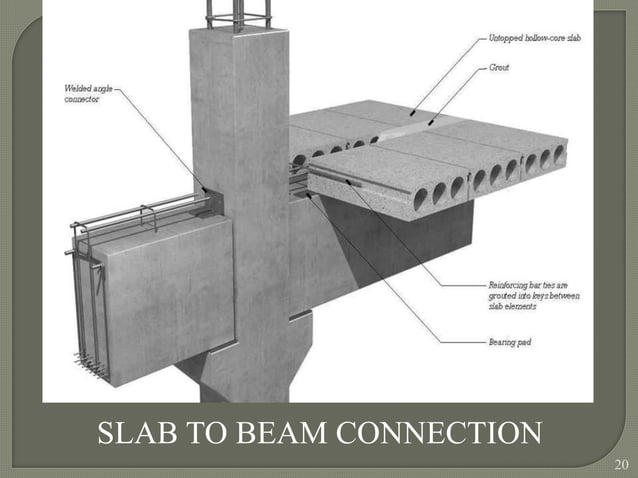 Untopped hollow-core slab
Grout
Welded angle
connector
Reinforcing bar ties are
grouted into keys between
slab elements
Bearing pad
SLAB TO BEAM CONNECTION
20